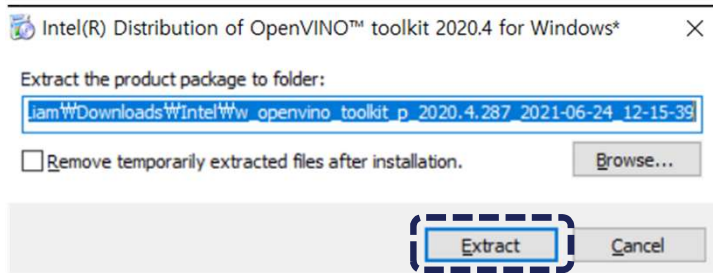 Intel(R) Distribution of OpenVINO™ toolkit 2020.4 for Windows*
Extract the product package to folder:
iam₩Downloads₩Intel₩w_openvino_toolkit_p_2020.4.287_2021-06-24_12-15-39
Remove temporarily extracted files after installation.
Browse...
Extract
Cancel